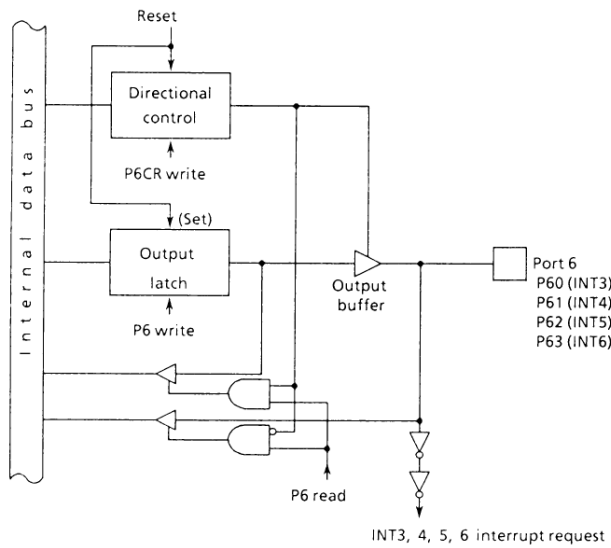 Reset
Internal data bus
Directional
control
P6CR write
(Set)
Output
latch
P6 write
Output
buffer
Port 6
P60 (INT3)
P61 (INT4)
P62 (INT5)
P63 (INT6)
P6 read
INT3, 4, 5, 6 interrupt request